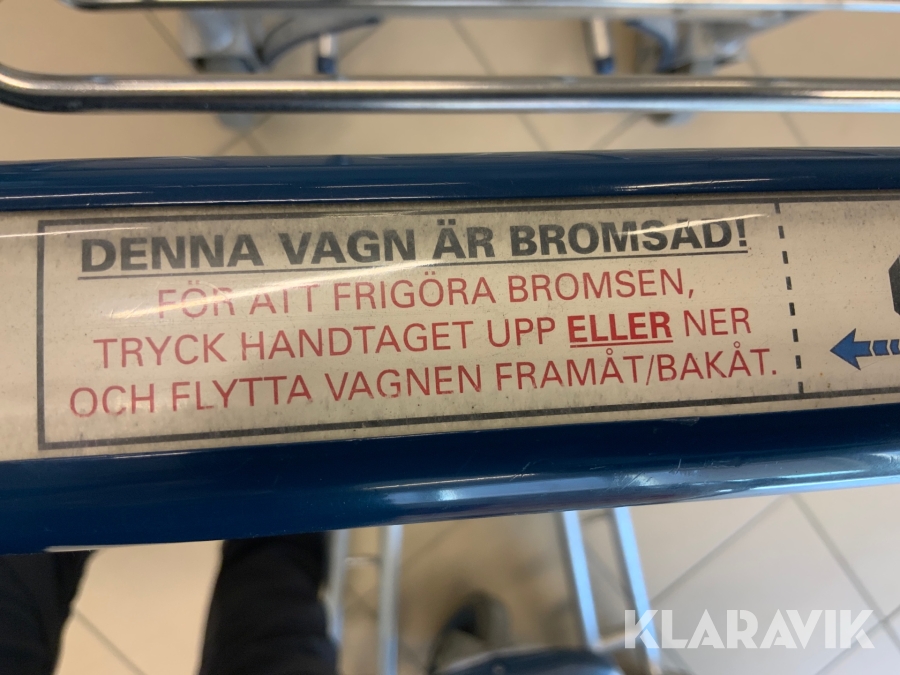 DENNA VAGN ÄR BROMSAD!
FÖR ATT FRIGÖRA BROMSEN,
TRYCK HANDTAGET UPP ELLER NER
OCH FLYTTA VAGNEN FRAMÅT/BAKÅT.
KLARAVIK